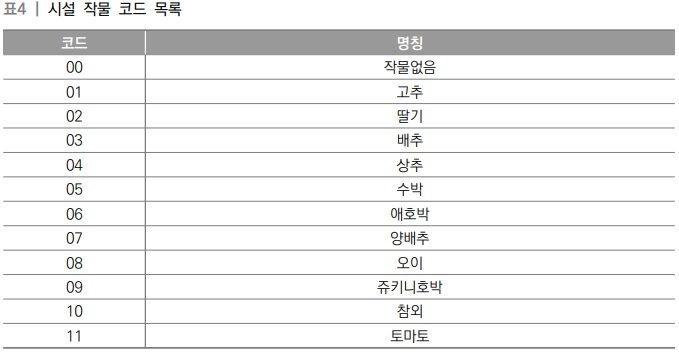 표4 | 시설 작물 코드 목록
코드 명칭
00 작물없음
01 고추
02 딸기
03 배추
04 상추
05 수박
06 애호박
07 양배추
08 오이
09 쥬키니호박
10 참외
11 토마토